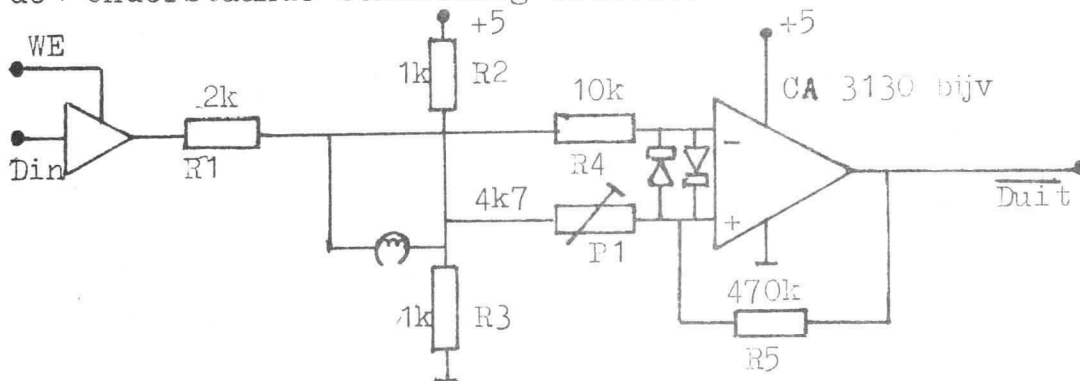 +5
+5
WE
1k
R2
CA 3130 bijv
2k
10k
Din
R1
R4
-
Duit
4k7
+
P1
1k
R3
470k
R5